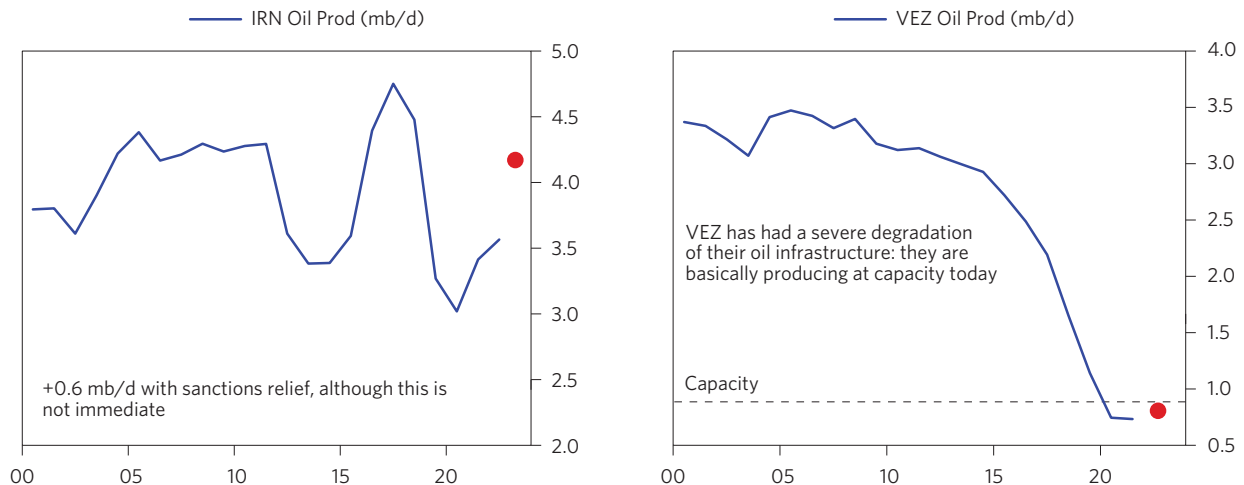 IRN Oil Prod (mb/d)
5.0
4.5
4.0
3.5
3.0
2.5
2.0
+0.6 mb/d with sanctions relief, although this is
not immediate
00 05 10 15 20
VEZ Oil Prod (mb/d)
4.0
3.5
3.0
2.5
2.0
1.5
1.0
0.5
VEZ has had a severe degradation
of their oil infrastructure: they are
basically producing at capacity today
Capacity
00 05 10 15 20